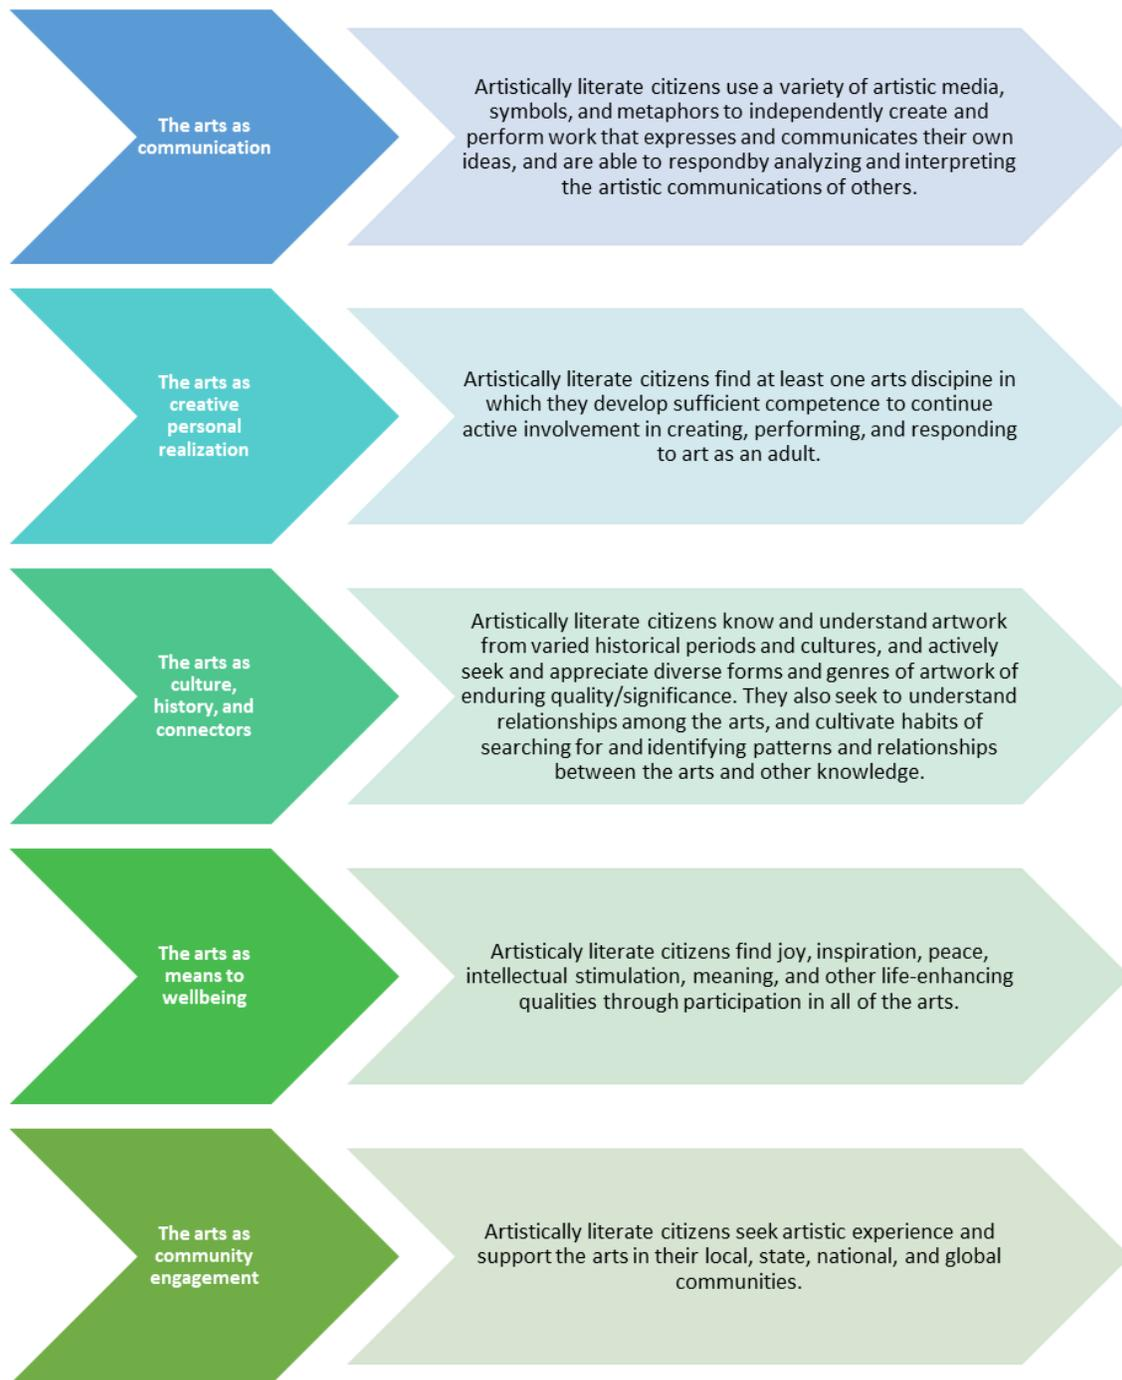 The arts as
communication
Artistically literate citizens use a variety of artistic media,
symbols, and metaphors to independently create and
perform work that expresses and communicates their own
ideas, and are able to respondby analyzing and interpreting
the artistic communications of others.
The arts as
creative
personal
realization
Artistically literate citizens find at least one arts discipine in
which they develop sufficient competence to continue
active involvement in creating, performing, and responding
to art as an adult.
The arts as
culture,
history, and
connectors
Artistically literate citizens know and understand artwork
from varied historical periods and cultures, and actively
seek and appreciate diverse forms and genres of artwork of
enduring quality/significance. They also seek to understand
relationships among the arts, and cultivate habits of
searching for and identifying patterns and relationships
between the arts and other knowledge.
The arts as
means to
wellbeing
Artisticaly literate citizens find joy, inspiration, peace,
intellectual stimulation, meaning, and other life-enhancing
qualities through participation in all of the arts.
The arts as
community
engagement
Artistically literate citizens seek artistic experience and
support the arts in their local, state, national, and global
communities.